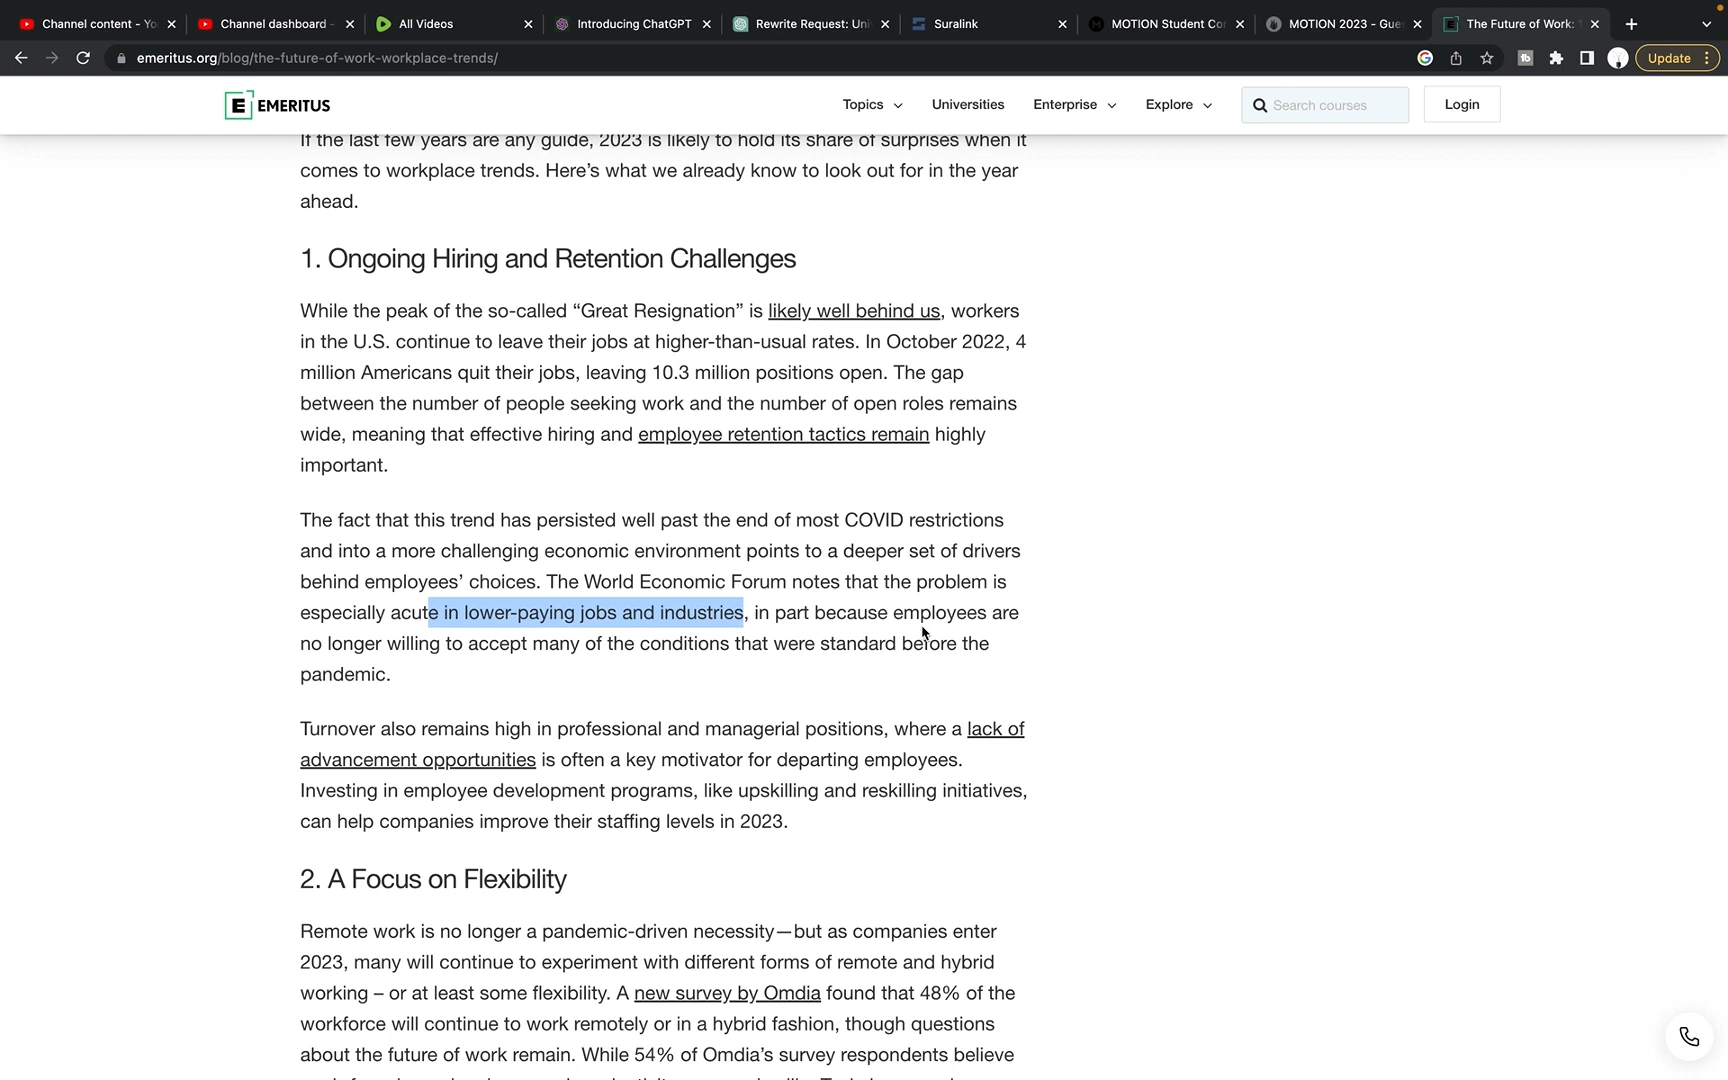 Channel content - Yo
Channel dashboard -
All Videos
Introducing ChatGPT
Rewrite Request: Uni
Suralink
MOTION Student Cor
MOTION 2023 - Gue
The Future of Work: T
emeritus.org/blog/the-future-of-work-workplace-trends/
Update
E EMERITUS
Topics
Universities
Enterprise
Explore
Search courses
Login
If the last few years are any guide, 2023 is likely to hold its share of surprises when it
comes to workplace trends. Here’s what we already know to look out for in the year
ahead.
1. Ongoing Hiring and Retention Challenges
While the peak of the so-called “Great Resignation” is likely well behind us, workers
in the U.S. continue to leave their jobs at higher-than-usual rates. In October 2022, 4
million Americans quit their jobs, leaving 10.3 million positions open. The gap
between the number of people seeking work and the number of open roles remains
wide, meaning that effective hiring and employee retention tactics remain highly
important.
The fact that this trend has persisted well past the end of most COVID restrictions
and into a more challenging economic environment points to a deeper set of drivers
behind employees’ choices. The World Economic Forum notes that the problem is
especially acute in lower-paying jobs and industries, in part because employees are
no longer willing to accept many of the conditions that were standard before the
pandemic.
Turnover also remains high in professional and managerial positions, where a lack of
advancement opportunities is often a key motivator for departing employees.
Investing in employee development programs, like upskilling and reskilling initiatives,
can help companies improve their staffing levels in 2023.
2. A Focus on Flexibility
Remote work is no longer a pandemic-driven necessity—but as companies enter
2023, many will continue to experiment with different forms of remote and hybrid
working – or at least some flexibility. A new survey by Omdia found that 48% of the
workforce will continue to work remotely or in a hybrid fashion, though questions
about the future of work remain. While 54% of Omdia’s survey respondents believe